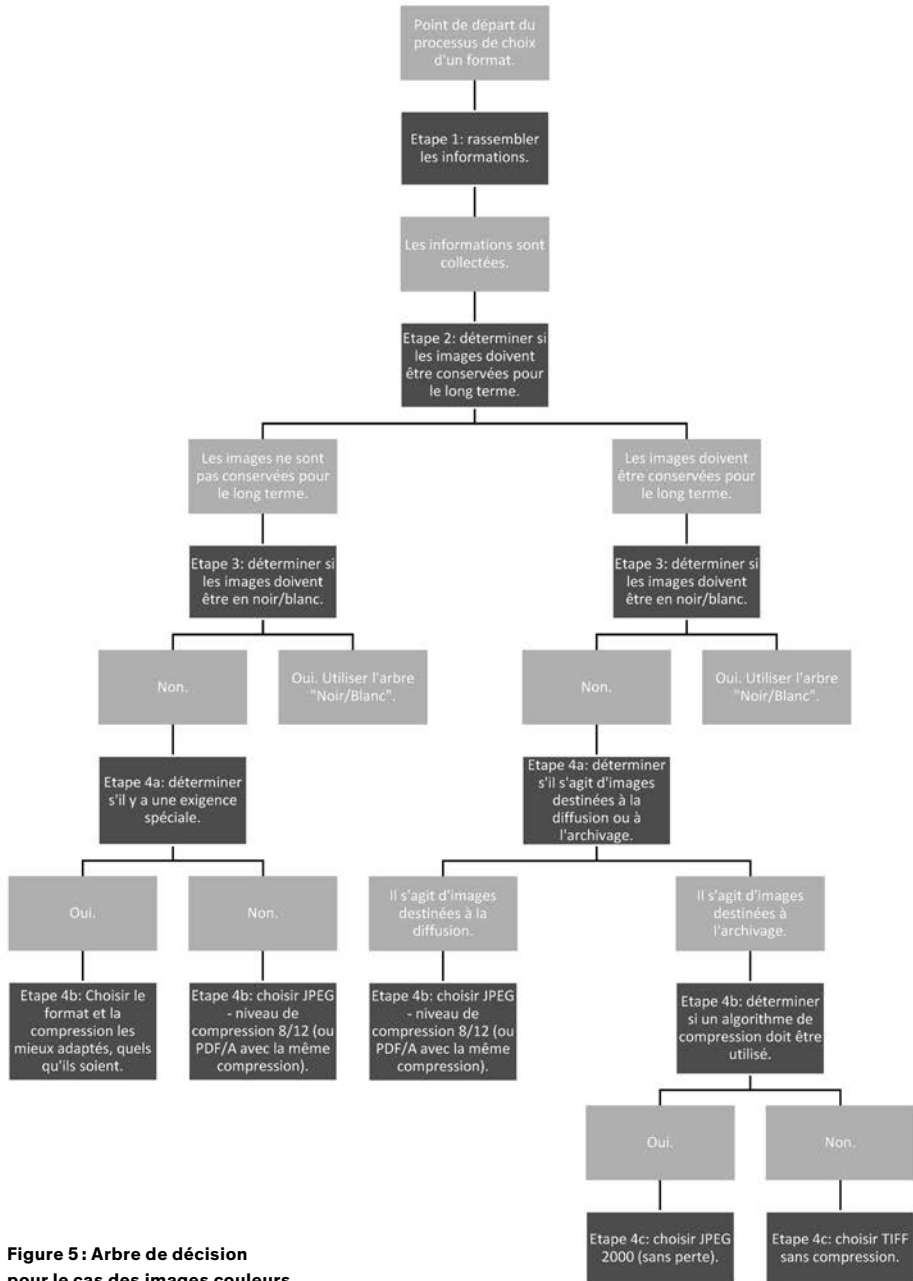 Point de départ du
processus de choix
d'un format.
Etape 1: rassembler
les informations.
Les informations sont
collectées.
Etape 2: déterminer si
les images doivent
être conservées pour
le long terme.
Les images ne sont
pas conservées pour
le long terme.
Les images doivent
être conservées pour
le long terme.
Etape 3: déterminer si
les images doivent
être en noir/blanc.
Etape 3: déterminer si
les images doivent
être en noir/blanc.
Non.
Oui. Utiliser l'arbre
"Noir/Blanc".
Non.
Oui. Utiliser l'arbre
"Noir/Blanc".
Etape 4a: déterminer
s'il y a une exigence
spéciale.
Etape 4a: déterminer
s'il s'agit d'images
destinées à la
diffusion ou à
l'archivage.
Oui.
Non.
Il s'agit d'images
destinées à la
diffusion.
Il s'agit d'images
destinées à
l'archivage.
Etape 4b: Choisir le
format et la
compression les
mieux adaptés, quels
qu'ils soient.
Etape 4b: choisir JPEG
- niveau de
compression 8/12 (ou
PDF/A avec la même
compression).
Etape 4b: choisir JPEG
- niveau de
compression 8/12 (ou
PDF/A avec la même
compression).
Etape 4b: déterminer
si un algorithme de
compression doit être
utilisé.
Oui.
Non.
Etape 4c: choisir JPEG
2000 (sans perte).
Etape 4c: choisir TIFF
sans compression.
Figure 5 : Arbre de décision
pour le cas des images couleurs